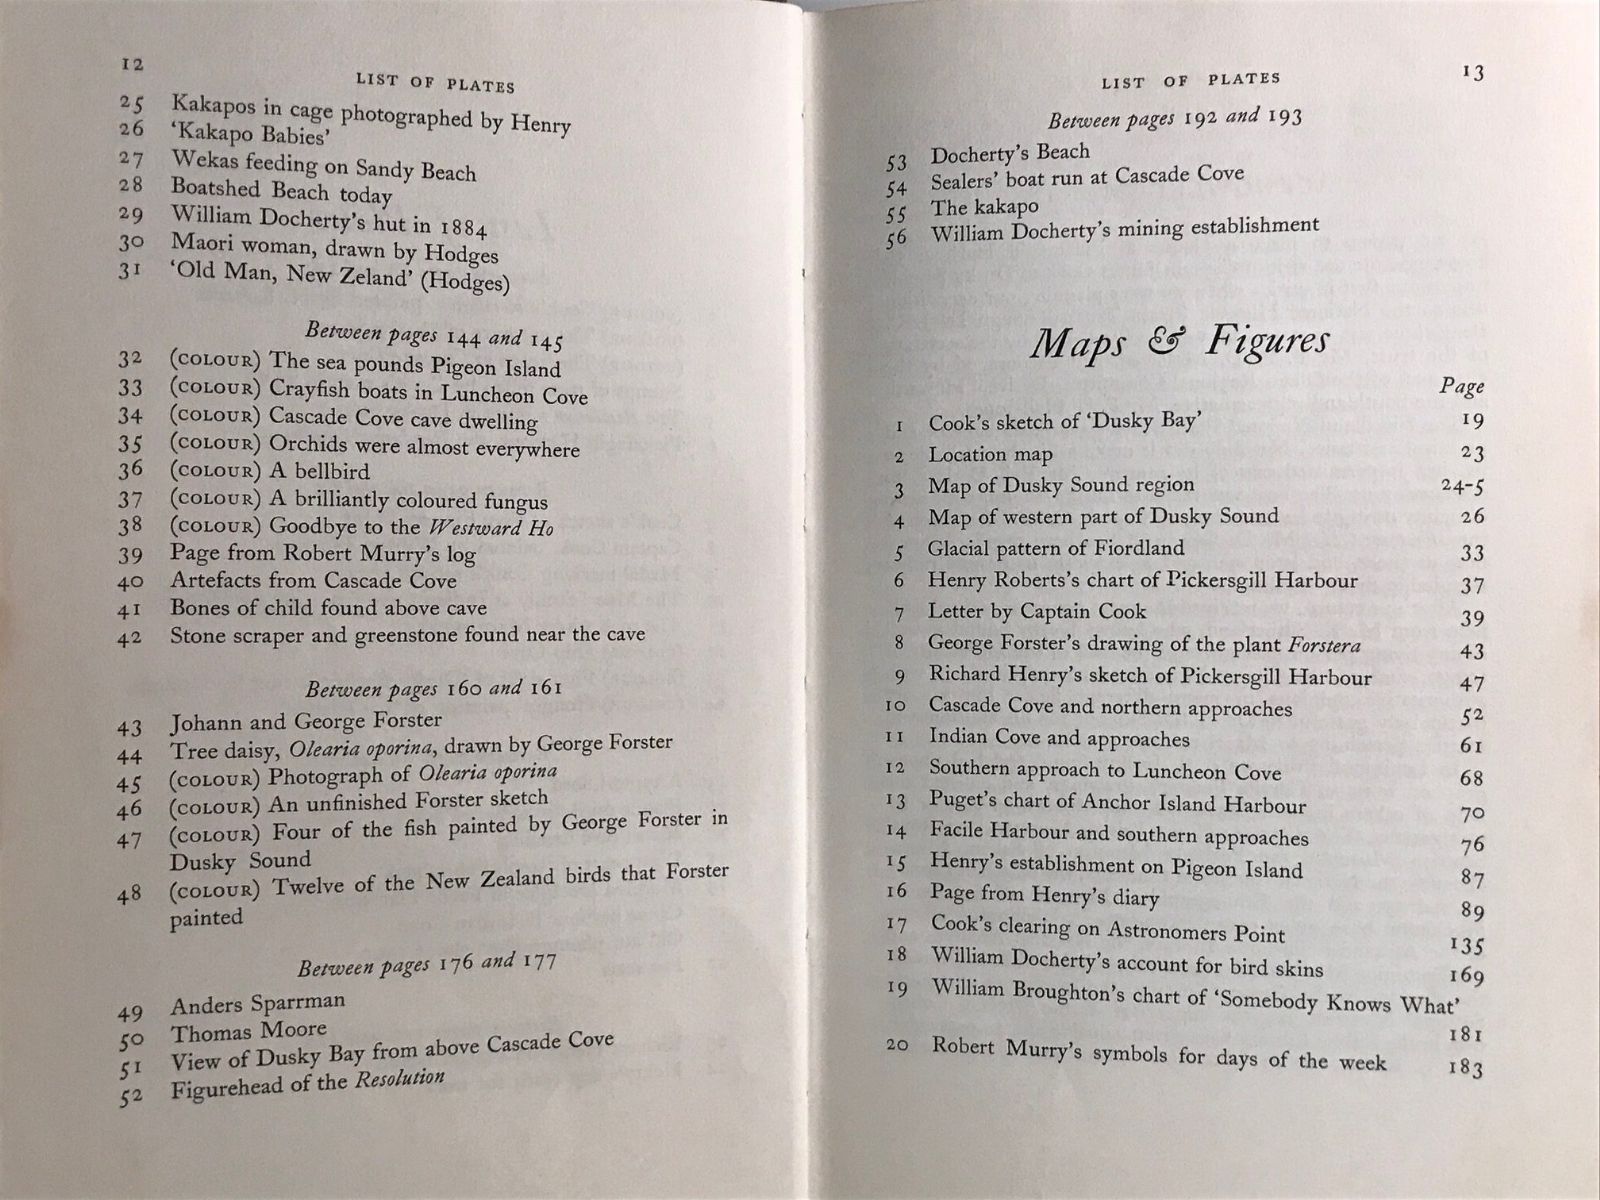 12
LIST OF PLATES
25 Kakapos in cage photographed by Henry
26 ‘Kakapo Babies’
27 Wekas feeding on Sandy Beach
28 Boatshed Beach today
29 William Docherty’s hut in 1884
30 Maori woman, drawn by Hodges
31 ‘Old Man, New Zeland’ (Hodges)
Between pages 144 and 145
32 (COLOUR) The sea pounds Pigeon Island
33 (COLOUR) Crayfish boats in Luncheon Cove
34 (COLOUR) Cascade Cove cave dwelling
35 (COLOUR) Orchids were almost everywhere
36 (COLOUR) A bellbird
37 (COLOUR) A brilliantly coloured fungus
38 (COLOUR) Goodbye to the Westward Ho
39 Page from Robert Murry’s log
40 Artefacts from Cascade Cove
41 Bones of child found above cave
42 Stone scraper and greenstone found near the cave
Between pages 160 and 161
43 Johann and George Forster
44 Tree daisy, Olearia oporina, drawn by George Forster
45 (COLOUR) Photograph of Olearia oporina
46 (COLOUR) An unfinished Forster sketch
47 (COLOUR) Four of the fish painted by George Forster in
Dusky Sound
48 (COLOUR) Twelve of the New Zealand birds that Forster
painted
Between pages 176 and 177
49 Anders Sparrman
50 Thomas Moore
51 View of Dusky Bay from above Cascade Cove
52 Figurehead of the Resolution
LIST OF PLATES 13
Between pages 192 and 193
53 Docherty’s Beach
54 Sealers’ boat run at Cascade Cove
55 The kakapo
56 William Docherty’s mining establishment
Maps & Figures
Page
1 Cook’s sketch of ‘Dusky Bay’ 19
2 Location map 23
3 Map of Dusky Sound region 24-5
4 Map of western part of Dusky Sound 26
5 Glacial pattern of Fiordland 33
6 Henry Roberts’s chart of Pickersgill Harbour 37
7 Letter by Captain Cook 39
8 George Forster’s drawing of the plant Forstera 43
9 Richard Henry’s sketch of Pickersgill Harbour 47
10 Cascade Cove and northern approaches 52
11 Indian Cove and approaches 61
12 Southern approach to Luncheon Cove 68
13 Puget’s chart of Anchor Island Harbour 70
14 Facile Harbour and southern approaches 76
15 Henry’s establishment on Pigeon Island 87
16 Page from Henry’s diary 89
17 Cook’s clearing on Astronomers Point 135
18 William Docherty’s account for bird skins 169
19 William Broughton’s chart of ‘Somebody Knows What’
181
20 Robert Murry’s symbols for days of the week 183